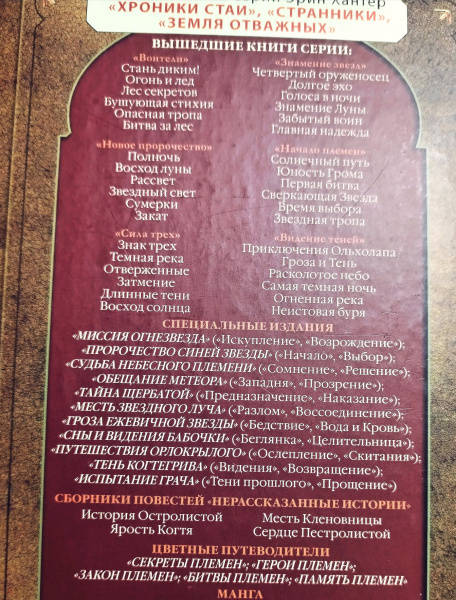 Эрин Хантер
«ХРОНИКИ СТАИ», «СТРАННИКИ»,
«ЗЕМЛЯ ОТВАЖНЫХ»
ВЫШЕДШИЕ КНИГИ СЕРИИ:
«Воители»
Стань диким!
Огонь и лед
Лес секретов
Бушующая стихия
Опасная тропа
Битва за лес
«Знамение звезд»
Четвертый оруженосец
Долгое эхо
Голоса в ночи
Знамение Луны
Забытый воин
Главная надежда
«Новое пророчество»
Полночь
Восход луны
Рассвет
Звездный свет
Сумерки
Закат
«Начало племен»
Солнечный путь
Юность Грома
Первая битва
Сверкающая Звезда
Время выбора
Звездная тропа
«Сила трех»
Знак трех
Темная река
Отверженные
Затмение
Длинные тени
Восход солнца
«Видение теней»
Приключения Ольхолапа
Гроза и Тень
Расколотое небо
Самая темная ночь
Огненная река
Неистовая буря
СПЕЦИАЛЬНЫЕ ИЗДАНИЯ
«МИССИЯ ОГНЕЗВЕЗДА» («Искупление», «Возрождение»);
«ПРОРОЧЕСТВО СИНЕЙ ЗВЕЗДЫ» («Начало», «Выбор»);
«СУДЬБА НЕБЕСНОГО ПЛЕМЕНИ» («Сомнение», «Решение»);
«ОБЕЩАНИЕ МЕТЕОРА» («Западня», «Прозрение»);
«ТАЙНА ЩЕРБАТОЙ» («Предназначение», «Наказание»);
«МЕСТЬ ЗВЕЗДНОГО ЛУЧА» («Разлом», «Воссоединение»);
«ГРОЗА ЕЖЕВИЧНОЙ ЗВЕЗДЫ» («Бедствие», «Вода и Кровь»);
«СНЫ И ВИДЕНИЯ БАБОЧКИ» («Беглянка», «Целительница»);
«ПУТЕШЕСТВИЯ ОРЛОКРЫЛОГО» («Ослепление», «Скитания»);
«ТЕНЬ КОГТЕГРИВА» («Видения», «Возвращение»)
«ИСПЫТАНИЕ ГРАЧА» («Тени прошлого», «Прощение»)
СБОРНИКИ ПОВЕСТЕЙ «НЕРАССКАЗАННЫЕ ИСТОРИИ»
История Остролистой
Ярость Когтя
Месть Кленовницы
Сердце Пестролистой
ЦВЕТНЫЕ ПУТЕВОДИТЕЛИ
«СЕКРЕТЫ ПЛЕМЕН»; «ГЕРОИ ПЛЕМЕН»;
«ЗАКОН ПЛЕМЕН»; «БИТВЫ ПЛЕМЕН»; «ПАМЯТЬ ПЛЕМЕН»
МАНГА